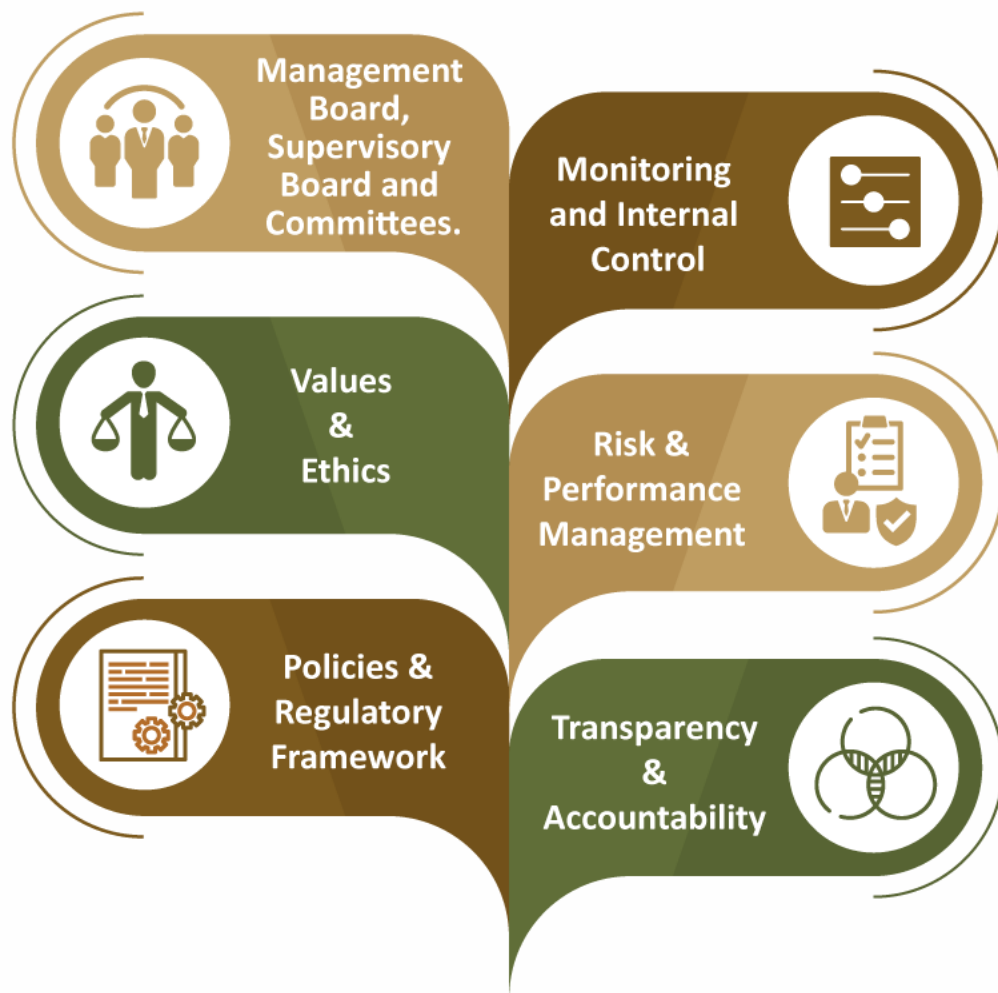 Management
Board,
Supervisory
Board and
Committees.
Monitoring
and Internal
Control
Values
&
Ethics
Risk &
Performance
Management
Policies &
Regulatory
Framework
Transparency
&
Accountability